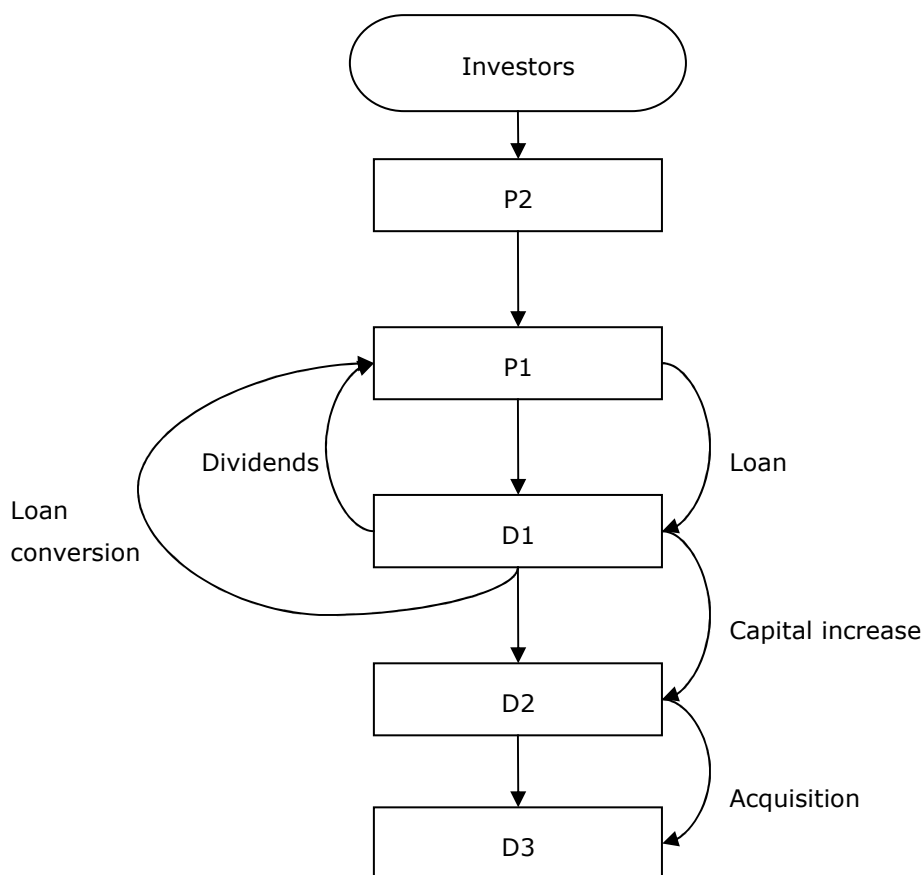 Investors
P2
P1
Dividends
Loan
Loan
conversion
D1
Capital increase
D2
Acquisition
D3